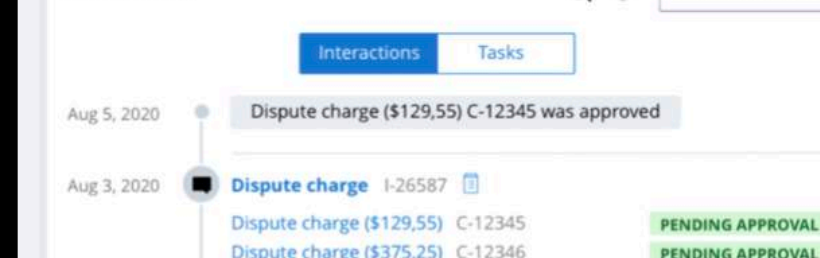 Interactions Tasks
Aug 5, 2020 Dispute charge ($129,55) C-12345 was approved
Aug 3, 2020 Dispute charge I-26587
Dispute charge ($129,55) C-12345 PENDING APPROVAL
Dispute charge ($375,25) C-12346 PENDING APPROVAL